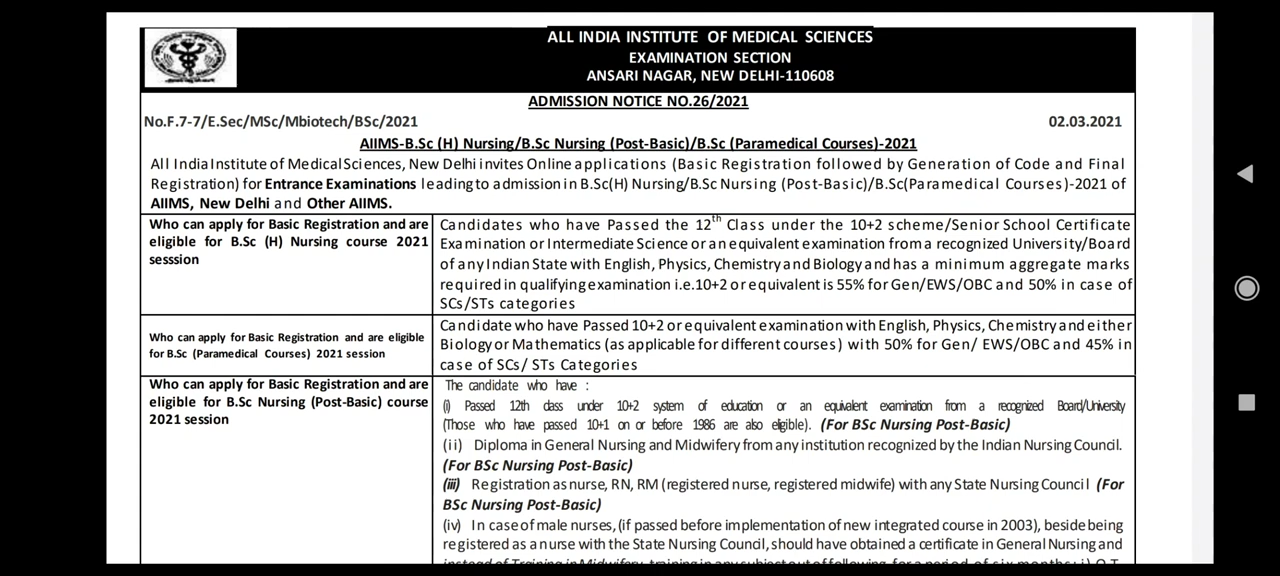 ALL INDIA INSTITUTE OF MEDICAL SCIENCES
EXAMINATION SECTION
ANSARI NAGAR, NEW DELHI-110608
ADMISSION NOTICE NO.26/2021
No.F.7-7/E.Sec/MSc/Mbiotech/BSc/2021 02.03.2021
AIIMS-B.Sc (H) Nursing/B.Sc Nursing (Post-Basic)/B.Sc (Paramedical Courses)-2021
All India Institute of Medical Sciences, New Delhi invites Online applications (Basic Registration followed by Generation of Code and Final
Registration) for Entrance Examinations leading to admission in B.Sc(H) Nursing/B.Sc Nursing (Post-Basic)/B.Sc(Paramedical Courses)-2021 of
AIIMS, New Delhi and Other AIIMS.
Who can apply for Basic Registration and are
eligible for B.Sc (H) Nursing course 2021
sesssion
Candidates who have Passed the 12th Class under the 10+2 scheme/Senior School Certificate
Examination or Intermediate Science or an equivalent examination from a recognized University/Board
of any Indian State with English, Physics, Chemistry and Biology and has a minimum aggregate marks
required in qualifying examination i.e.10+2 or equivalent is 55% for Gen/EWS/OBC and 50% in case of
SCs/STs categories
Who can apply for Basic Registration and are eligible
for B.Sc (Paramedical Courses) 2021 session
Candidate who have Passed 10+2 or equivalent examination with English, Physics, Chemistry and either
Biology or Mathematics (as applicable for different courses) with 50% for Gen/ EWS/OBC and 45% in
case of SCs/ STs Categories
Who can apply for Basic Registration and are
eligible for B.Sc Nursing (Post-Basic) course
2021 session
The candidate who have :
(i) Passed 12th class under 10+2 system of education or an equivalent examination from a recognized Board/University
(Those who have passed 10+1 on or before 1986 are also eligible). (For BSc Nursing Post-Basic)
(ii) Diploma in General Nursing and Midwifery from any institution recognized by the Indian Nursing Council.
(For BSc Nursing Post-Basic)
(iii) Registration as nurse, RN, RM (registered nurse, registered midwife) with any State Nursing Council (For
BSc Nursing Post-Basic)
(iv) In case of male nurses, (if passed before implementation of new integrated course in 2003), beside being
registered as a nurse with the State Nursing Council, should have obtained a certificate in General Nursing and
instead of Training in Midwifery, training in any subject out of following for a period of six months: i) O.T.